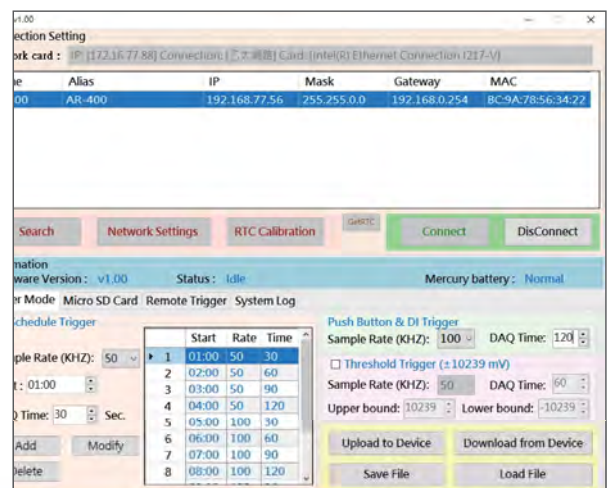 v1.00
ection Setting
ork card : IP: [172.16.77.88] Connection: [乙太網路] Card: [Intel(R) Ethernet Connection I217-V]
e Alias IP Mask Gateway MAC
00 AR-400 192.168.77.56 255.255.0.0 192.168.0.254 BC:9A:78:56:34:22
Search Network Settings RTC Calibration GetRTC Connect DisConnect
mation
ware Version : v1.00 Status : Idle Mercury battery : Normal
er Mode Micro SD Card Remote Trigger System Log
Schedule Trigger
ple Rate (KHZ): 50
t : 01:00
Time: 30 Sec.
Add Modify
Delete
Start Rate Time
1 01:00 50 30
2 02:00 50 60
3 03:00 50 90
4 04:00 50 120
5 05:00 100 30
6 06:00 100 60
7 07:00 100 90
8 08:00 100 120
Push Button & DI Trigger
Sample Rate (KHZ): 100 DAQ Time: 120
Threshold Trigger (±10239 mV)
Sample Rate (KHZ): 50 DAQ Time: 60
Upper bound: 10239 Lower bound: -10239
Upload to Device Download from Device
Save File Load File